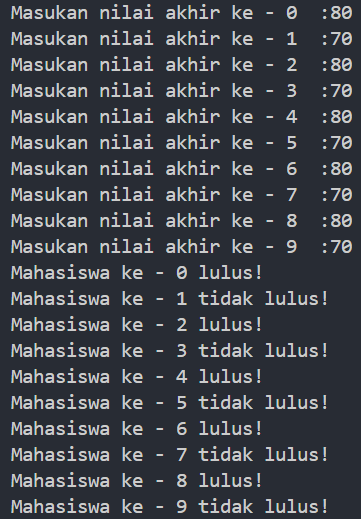 Masukan nilai akhir ke - 0  :80
Masukan nilai akhir ke - 1  :70
Masukan nilai akhir ke - 2  :80
Masukan nilai akhir ke - 3  :70
Masukan nilai akhir ke - 4  :80
Masukan nilai akhir ke - 5  :70
Masukan nilai akhir ke - 6  :80
Masukan nilai akhir ke - 7  :70
Masukan nilai akhir ke - 8  :80
Masukan nilai akhir ke - 9  :70
Mahasiswa ke - 0 lulus!
Mahasiswa ke - 1 tidak lulus!
Mahasiswa ke - 2 lulus!
Mahasiswa ke - 3 tidak lulus!
Mahasiswa ke - 4 lulus!
Mahasiswa ke - 5 tidak lulus!
Mahasiswa ke - 6 lulus!
Mahasiswa ke - 7 tidak lulus!
Mahasiswa ke - 8 lulus!
Mahasiswa ke - 9 tidak lulus!